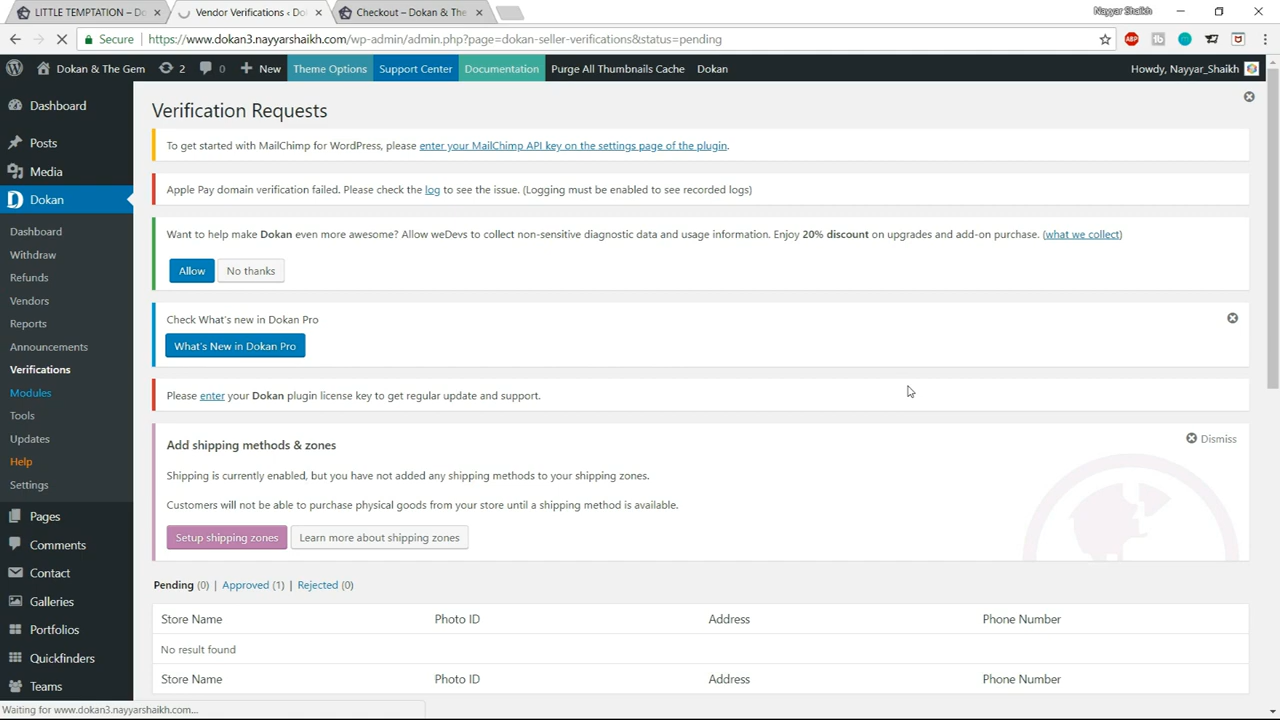 LITTLE TEMPTATION – Do
Vendor Verifications ‹ Do
Checkout – Dokan & The
Nayyar Shaikh
Secure
https://www.dokan3.nayyarshaikh.com/wp-admin/admin.php?page=dokan-seller-verifications&status=pending
ABP
Dokan & The Gem
2
0
New
Theme Options
Support Center
Documentation
Purge All Thumbnails Cache
Dokan
Howdy, Nayyar_Shaikh
Dashboard
Posts
Media
Dokan
Dashboard
Withdraw
Refunds
Vendors
Reports
Announcements
Verifications
Modules
Tools
Updates
Help
Settings
Pages
Comments
Contact
Galleries
Portfolios
Quickfinders
Teams
Verification Requests
To get started with MailChimp for WordPress, please enter your MailChimp API key on the settings page of the plugin.
Apple Pay domain verification failed. Please check the log to see the issue. (Logging must be enabled to see recorded logs)
Want to help make Dokan even more awesome? Allow weDevs to collect non-sensitive diagnostic data and usage information. Enjoy 20% discount on upgrades and add-on purchase. (what we collect)
Allow
No thanks
Check What's new in Dokan Pro
What's New in Dokan Pro
Please enter your Dokan plugin license key to get regular update and support.
Add shipping methods & zones
Dismiss
Shipping is currently enabled, but you have not added any shipping methods to your shipping zones.
Customers will not be able to purchase physical goods from your store until a shipping method is available.
Setup shipping zones
Learn more about shipping zones
Pending (0) | Approved (1) | Rejected (0)
Store Name Photo ID Address Phone Number
No result found
Store Name Photo ID Address Phone Number
Waiting for www.dokan3.nayyarshaikh.com...